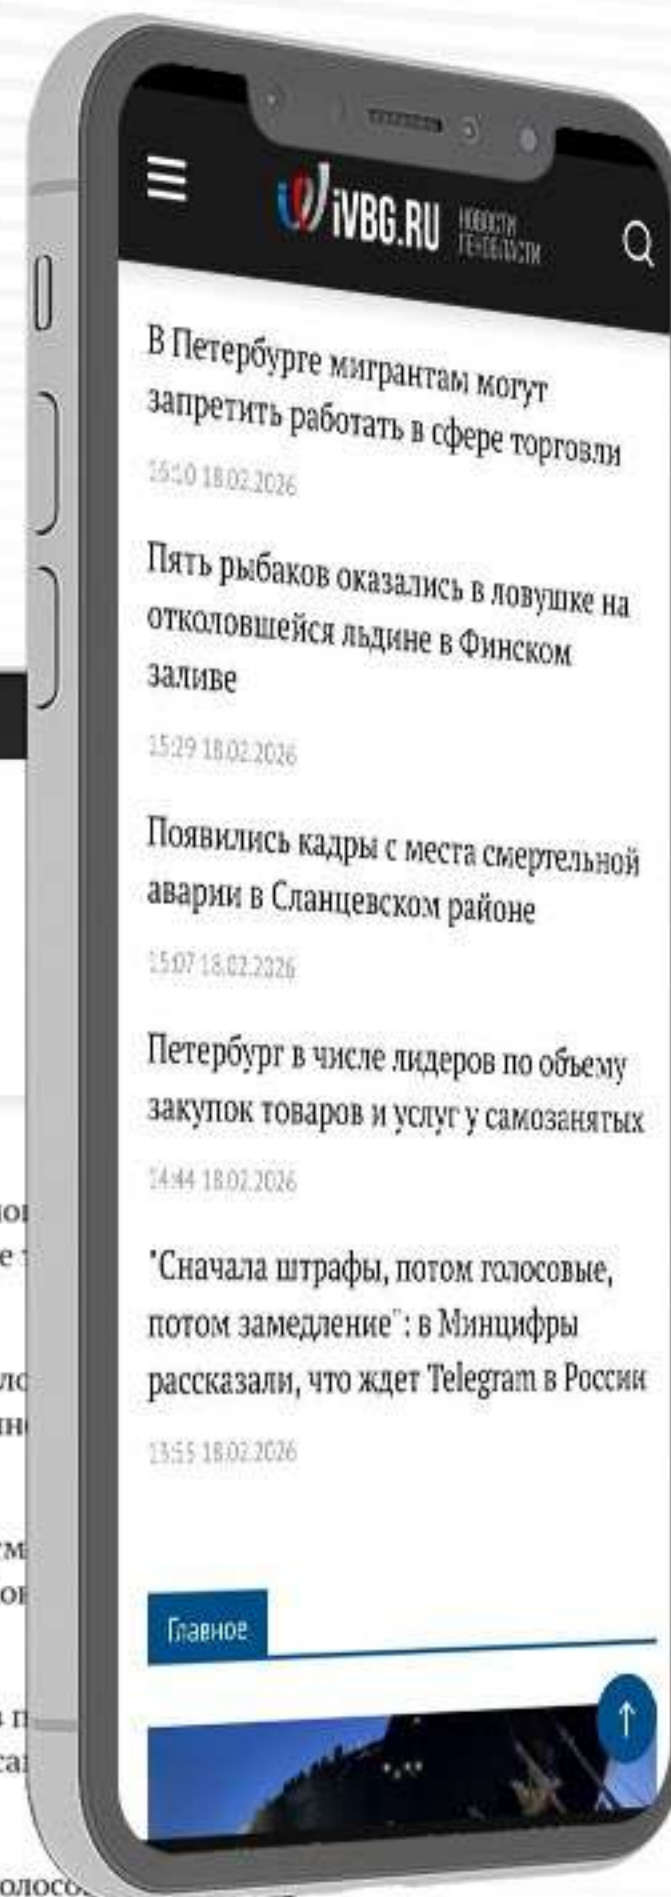 iVBG.RU
НОВОСТИ
ЛЕНОБЛАСТИ
В Петербурге мигрантам могут
запретить работать в сфере торговли
16:10 18.02.2026
Пять рыбаков оказались в ловушке на
отколовшейся льдине в Финском
заливе
15:29 18.02.2026
Появились кадры с места смертельной
аварии в Сланцевском районе
15:07 18.02.2026
Петербург в числе лидеров по объему
закупок товаров и услуг у самозанятых
14:44 18.02.2026
"Сначала штрафы, потом голосовые,
потом замедление": в Минцифры
рассказали, что ждет Telegram в России
13:55 18.02.2026
Главное